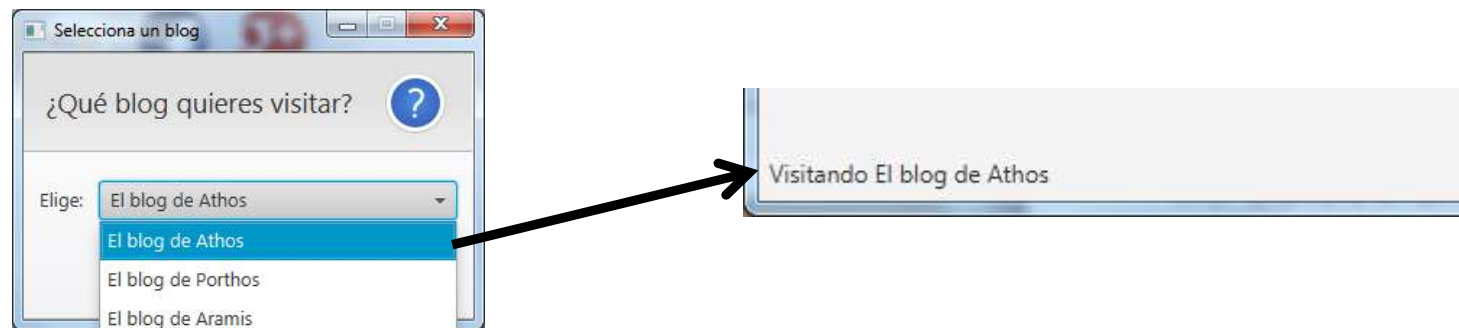 Selecciona un blog
¿Qué blog quieres visitar?
?
Elige: El blog de Athos
El blog de Athos
El blog de Porthos
El blog de Aramis
Visitando El blog de Athos